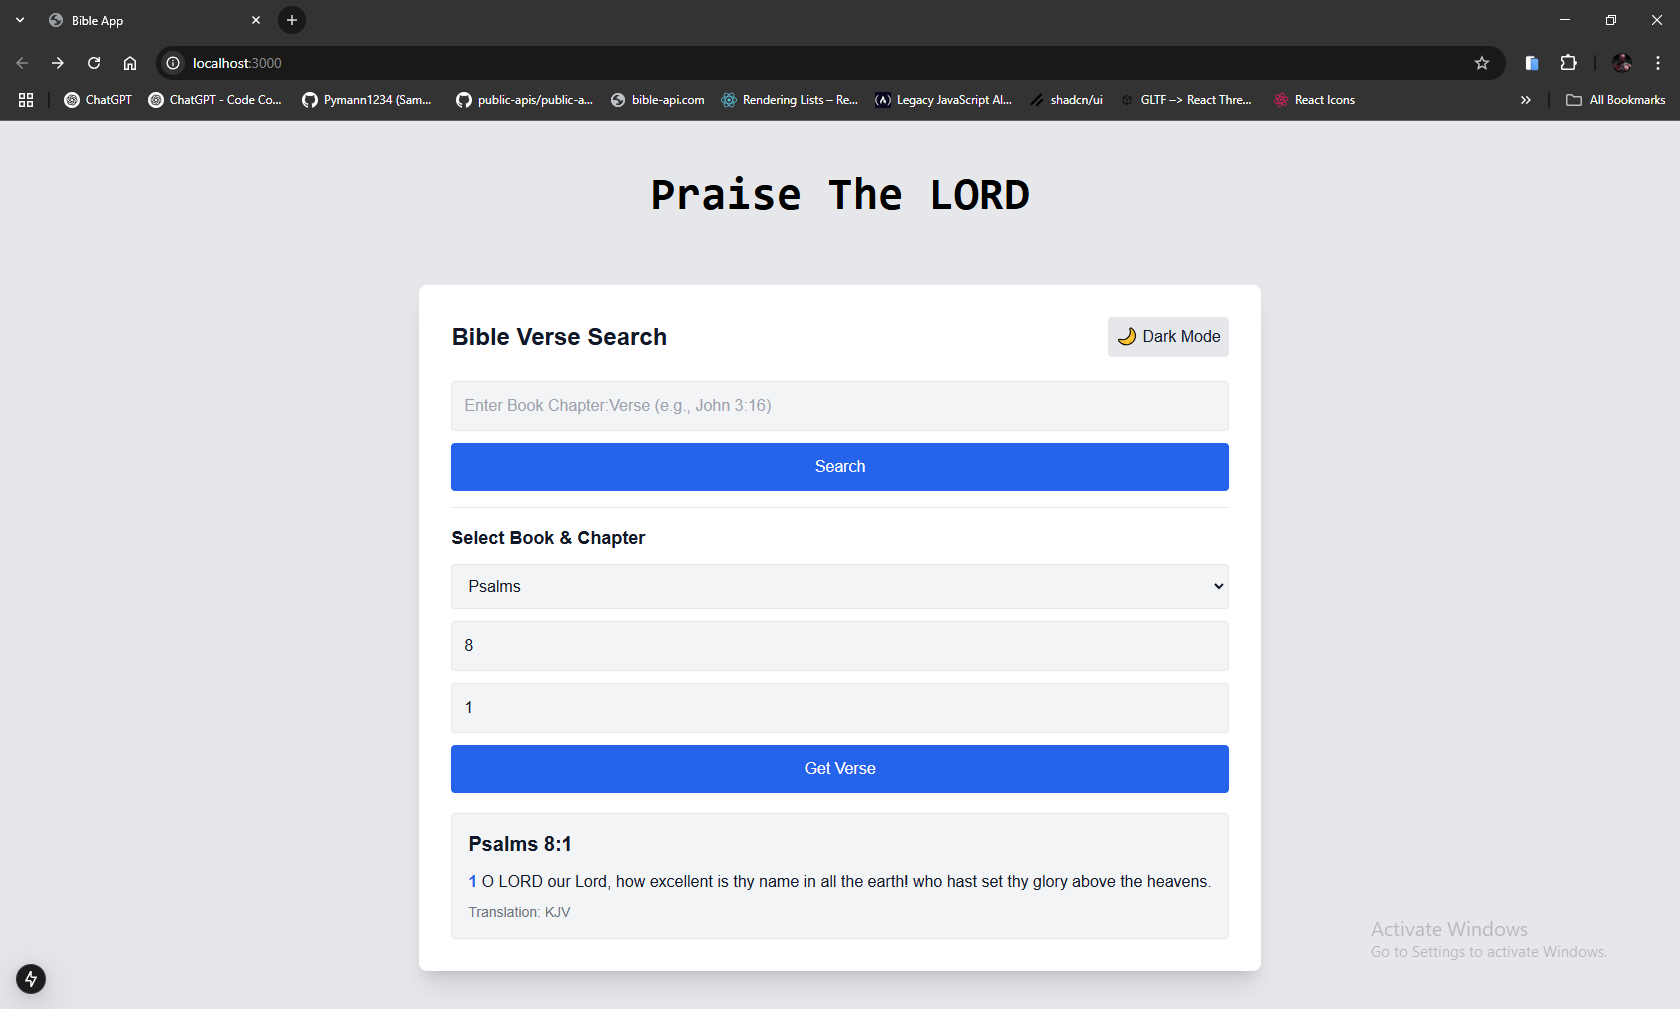 Bible App
localhost:3000
ChatGPT
ChatGPT - Code Co...
Pymann1234 (Sam...
public-apis/public-a...
bible-api.com
Rendering Lists – Re...
Legacy JavaScript Al...
shadcn/ui
GLTF –> React Thre...
React Icons
All Bookmarks
Praise The LORD
Bible Verse Search
🌙 Dark Mode
Enter Book Chapter:Verse (e.g., John 3:16)
Search
Select Book & Chapter
Psalms
8
1
Get Verse
Psalms 8:1
1 O LORD our Lord, how excellent is thy name in all the earth! who hast set thy glory above the heavens.
Translation: KJV
Activate Windows
Go to Settings to activate Windows.